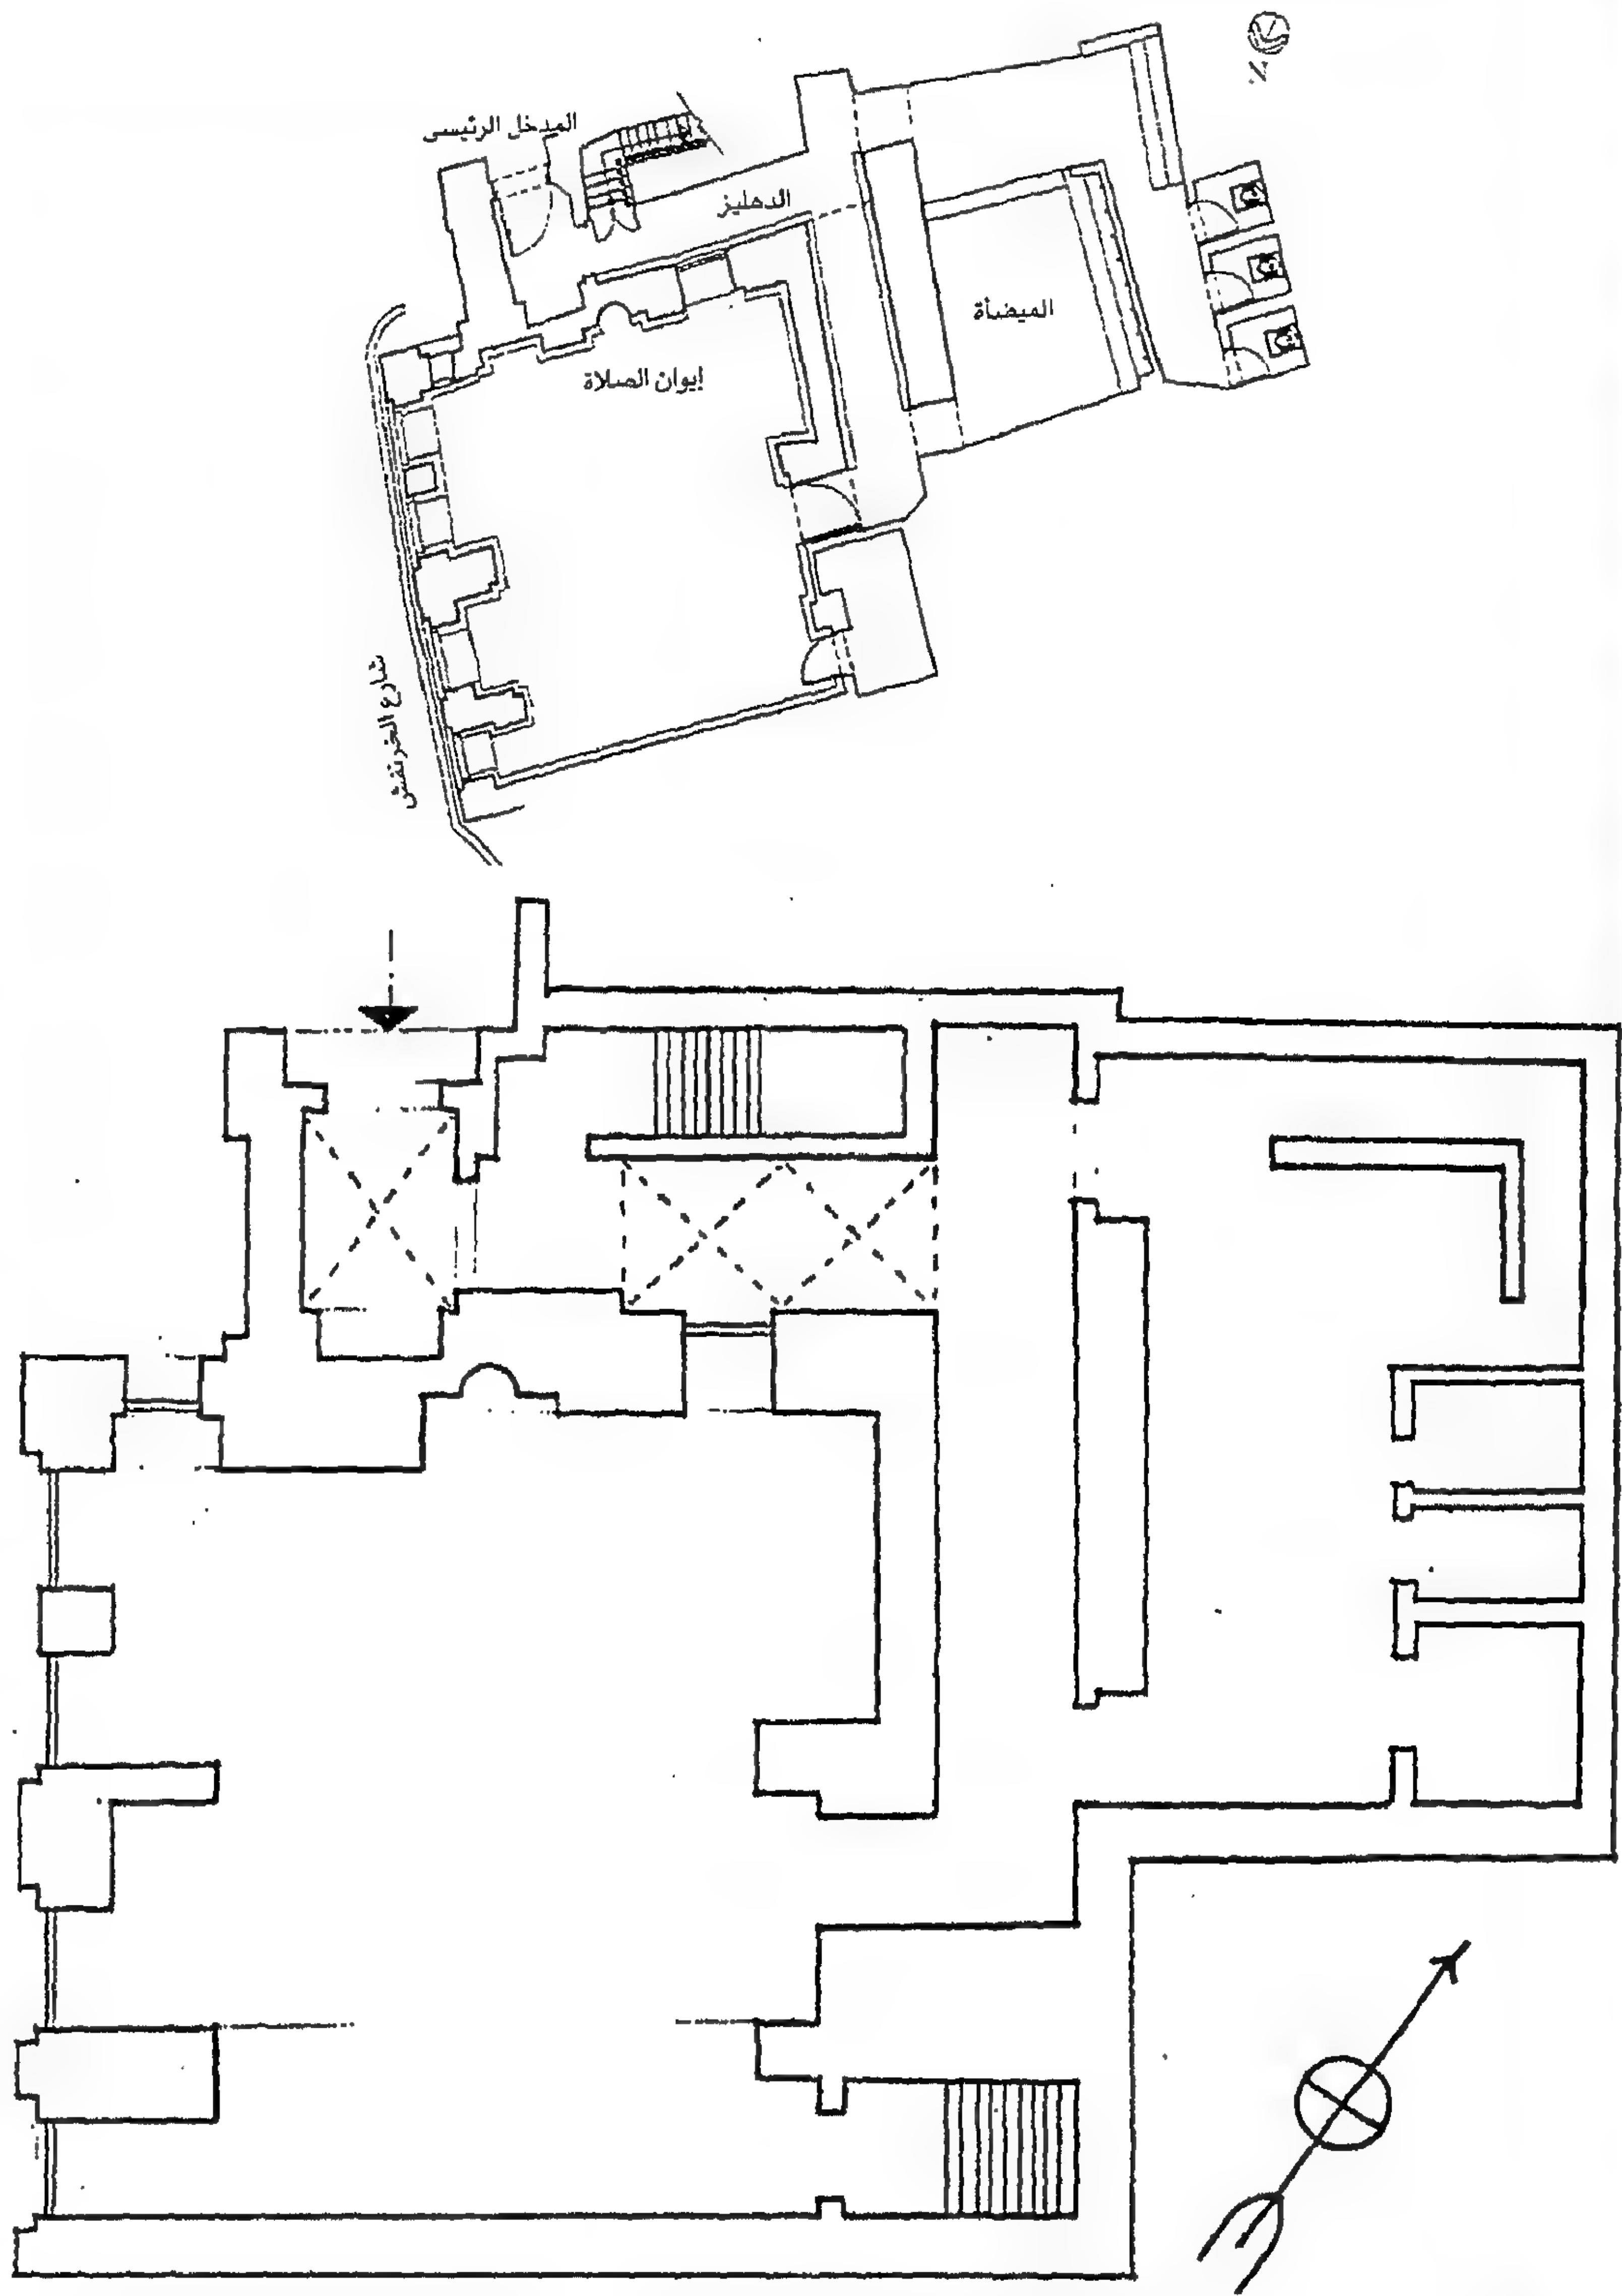 المدخل الرئيسى
الدهليز
الميضأة
إيوان الصلاة
شارع الخرنفش